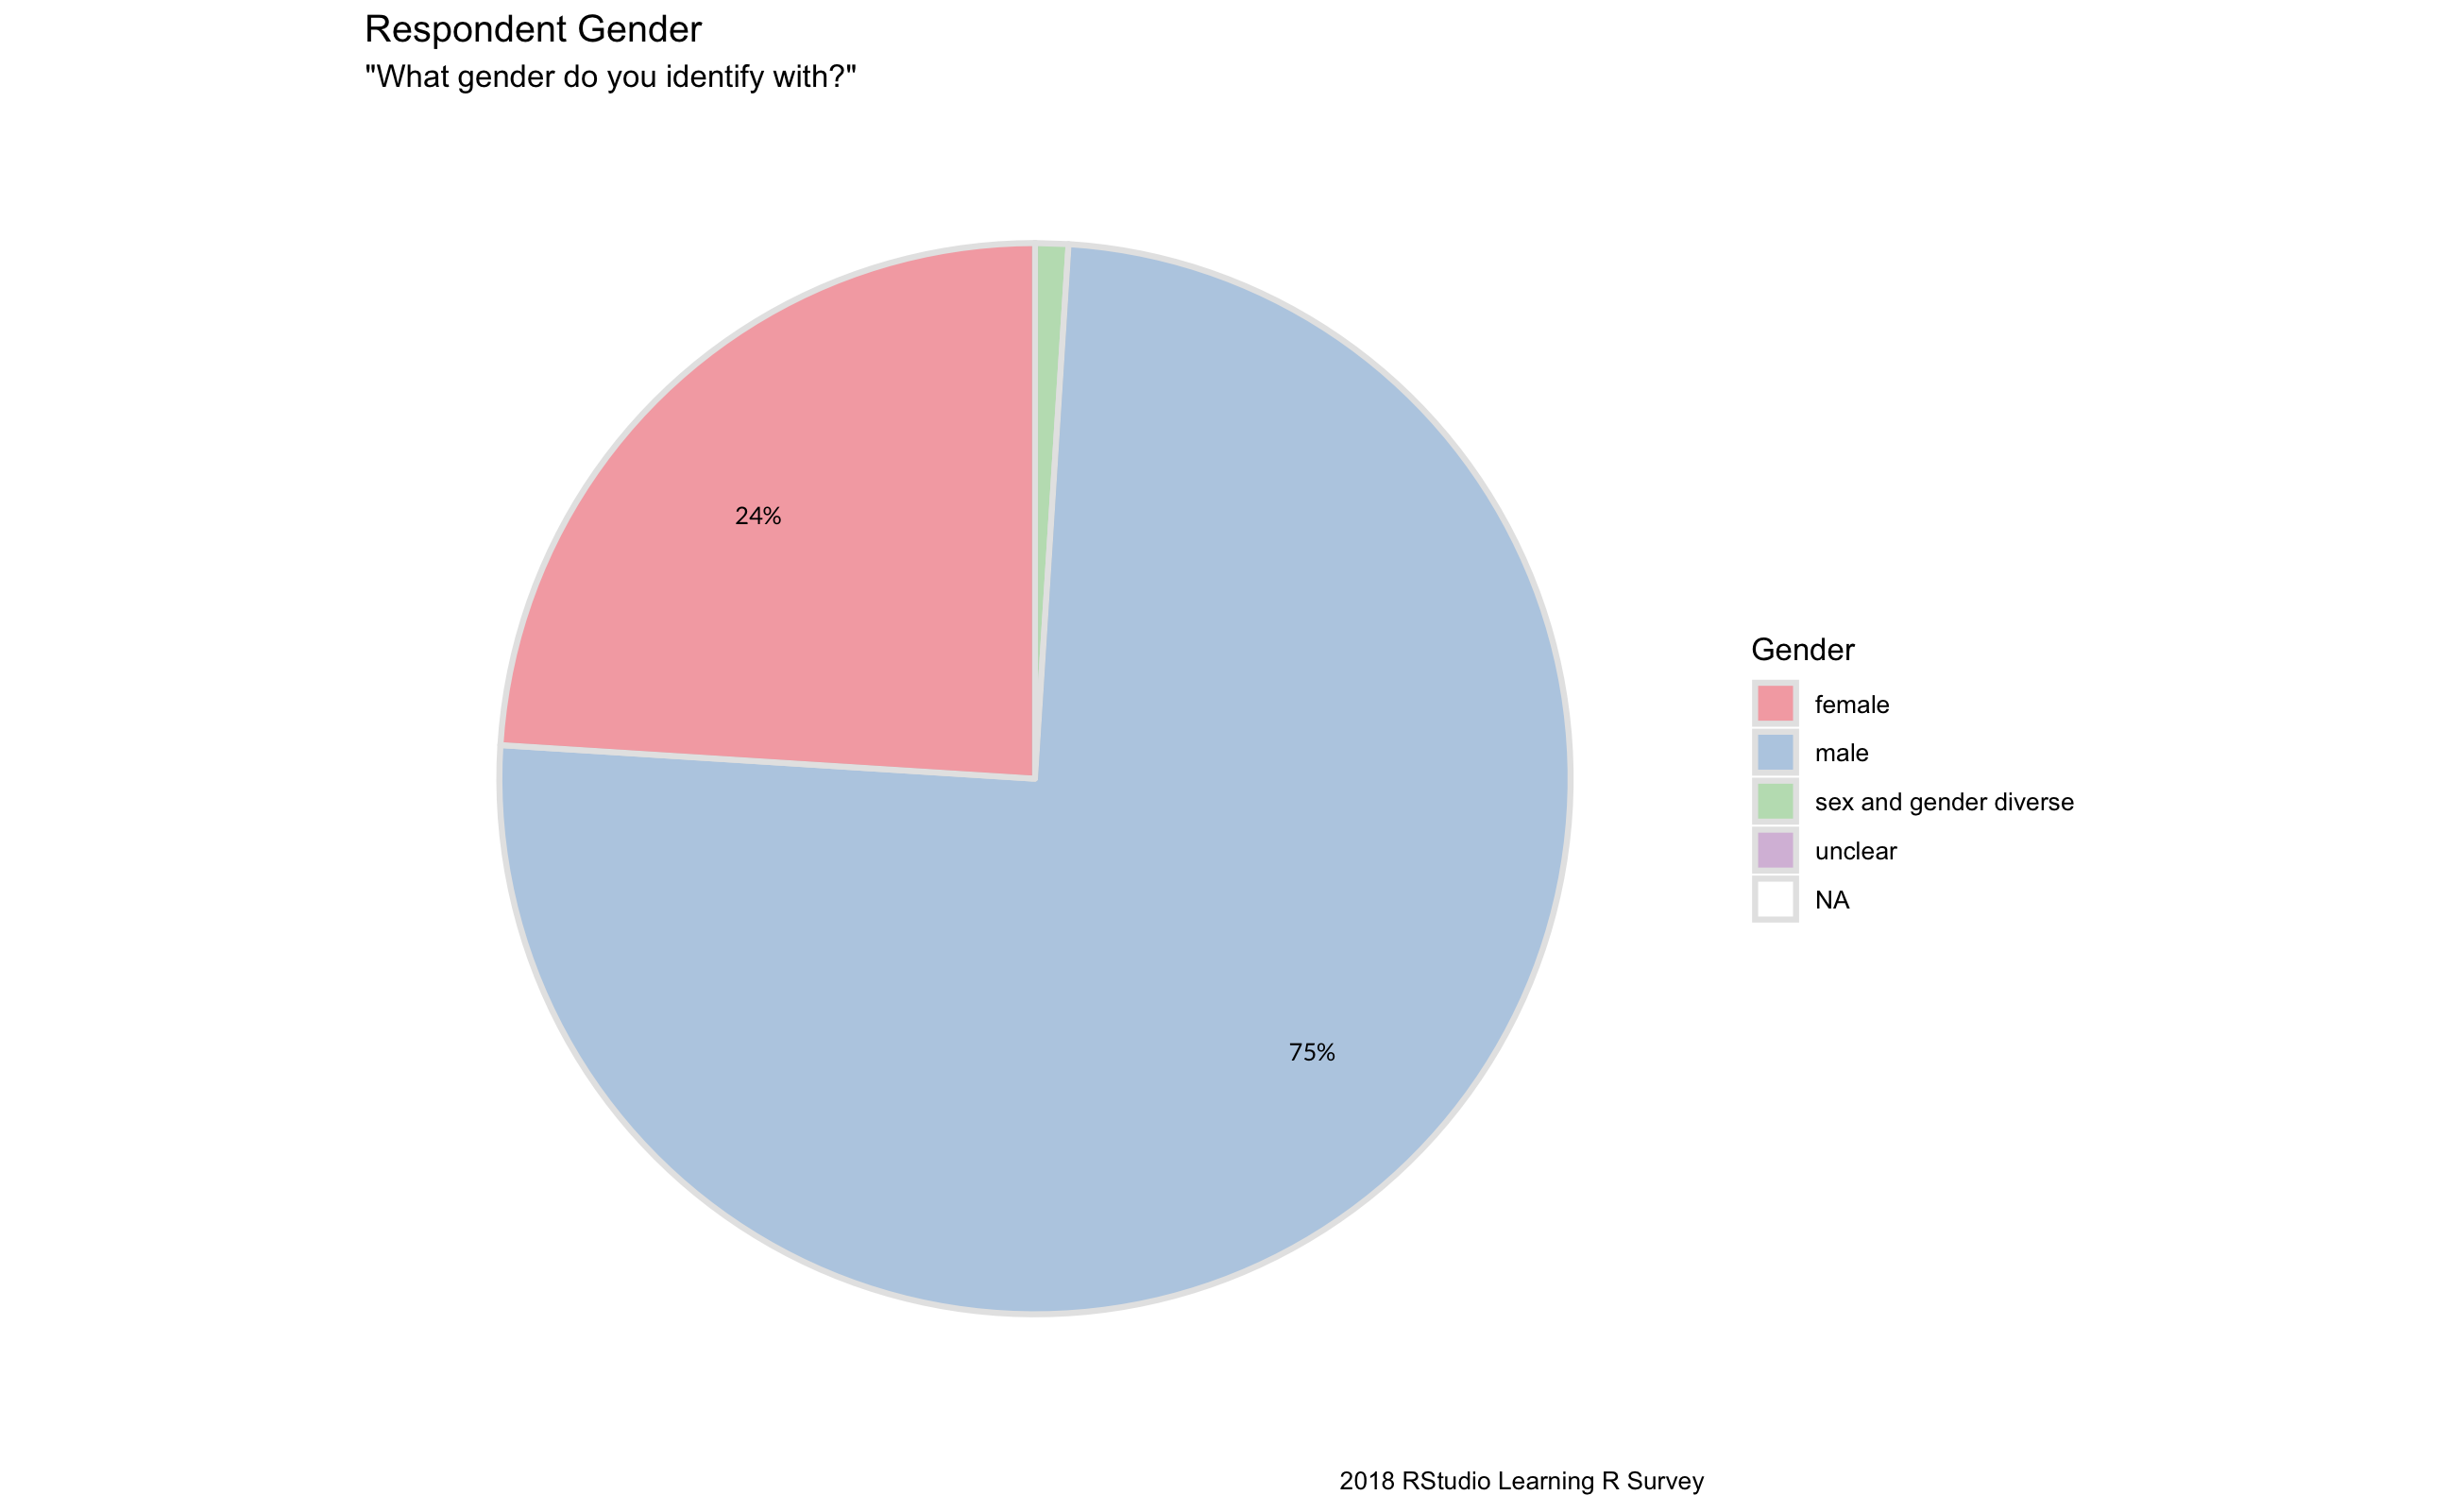 Respondent Gender
"What gender do you identify with?"
24%
75%
Gender
female
male
sex and gender diverse
unclear
NA
2018 RStudio Learning R Survey